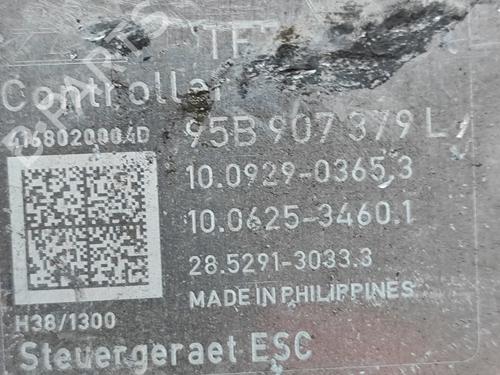 Controller
4168020004D
95B 907 379 L
10.0929-0365.3
10.0625-3460.1
28.5291-3033.3
MADE IN PHILIPPINES
H38/1300
Steuergeraet ESC